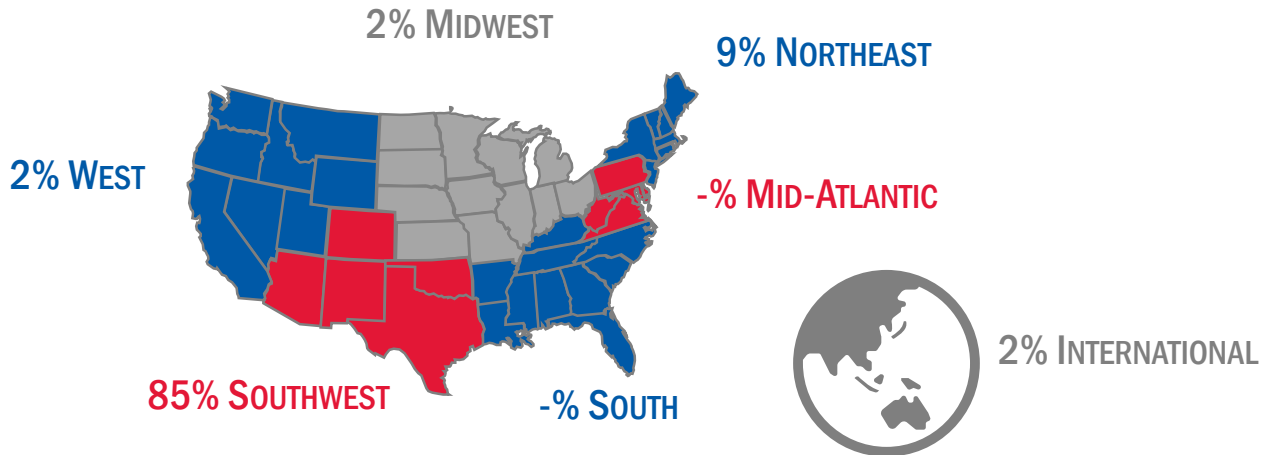 2% MIDWEST
9% NORTHEAST
2% WEST
-% MID-ATLANTIC
2% INTERNATIONAL
85% SOUTHWEST
-% SOUTH